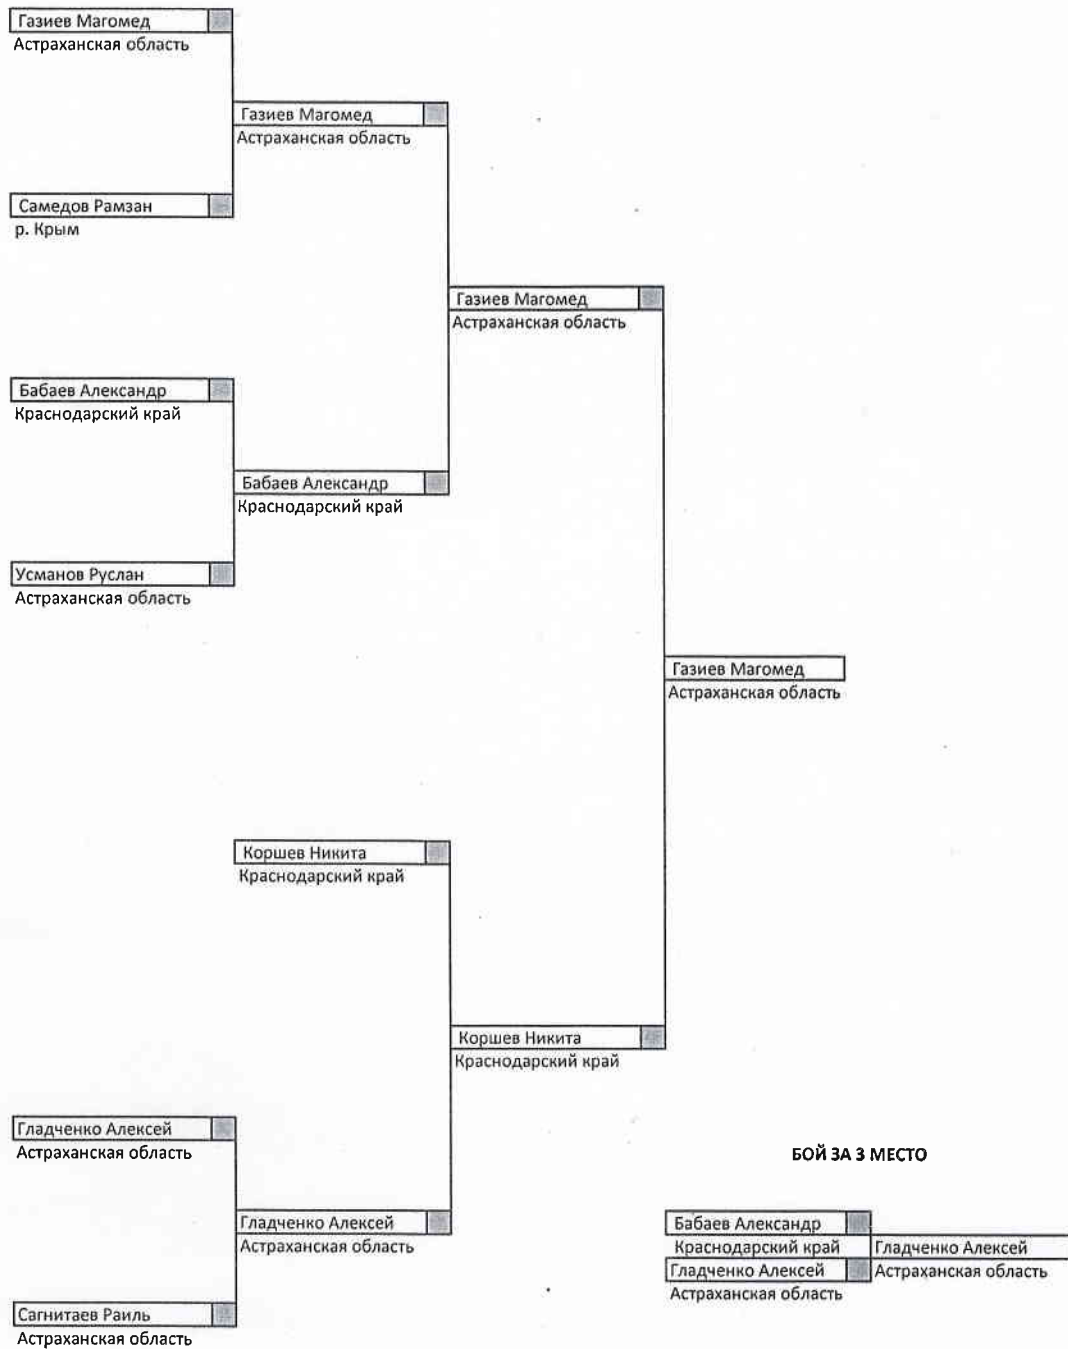 Газиев Магомед
Астраханская область
Газиев Магомед
Астраханская область
Самедов Рамзан
р. Крым
Газиев Магомед
Астраханская область
Бабаев Александр
Краснодарский край
Бабаев Александр
Краснодарский край
Усманов Руслан
Астраханская область
Газиев Магомед
Астраханская область
Коршев Никита
Краснодарский край
Коршев Никита
Краснодарский край
Гладченко Алексей
Астраханская область
Гладченко Алексей
Астраханская область
Сагнитаев Раиль
Астраханская область
БОЙ ЗА 3 МЕСТО
Бабаев Александр
Краснодарский край
Гладченко Алексей
Гладченко Алексей
Астраханская область
Астраханская область